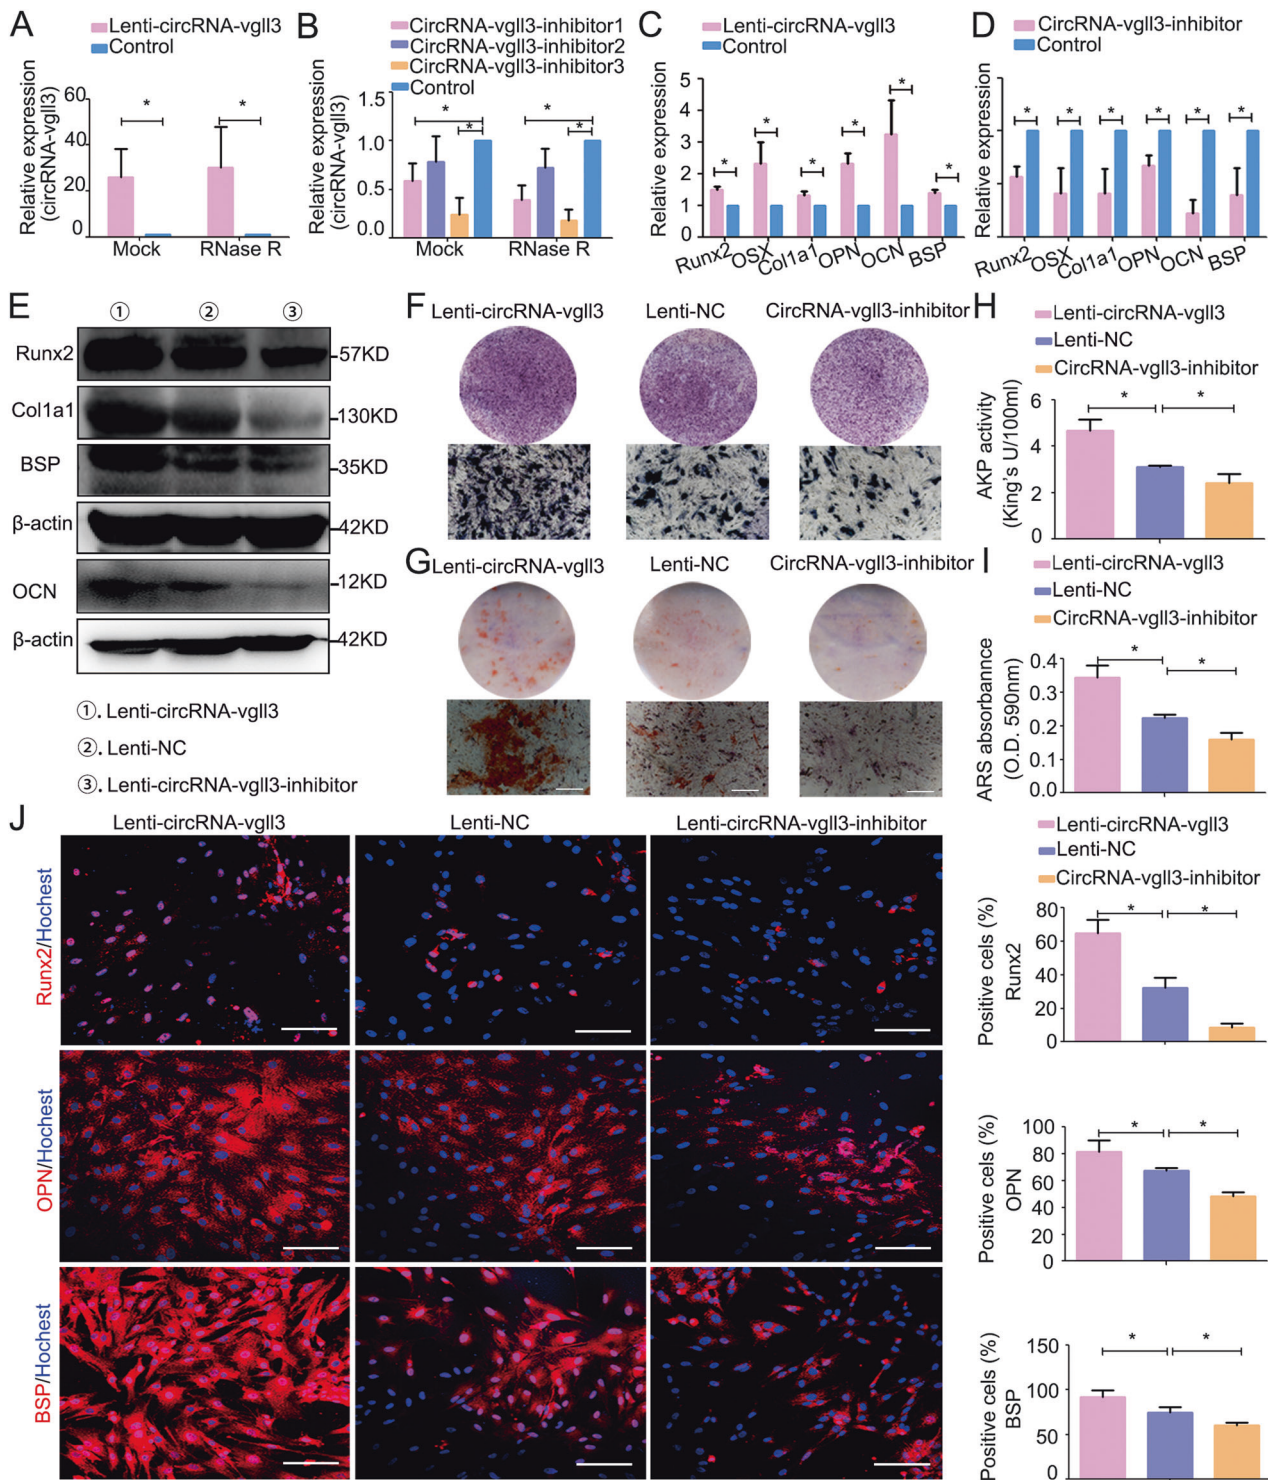 A
Lenti-circRNA-vgll3
Control
Relative expression
(circRNA-vgll3)
60
40
20
0
*
*
Mock
RNase R
B
CircRNA-vgll3-inhibitor1
CircRNA-vgll3-inhibitor2
CircRNA-vgll3-inhibitor3
Control
Relative expression
(circRNA-vgll3)
1.5
1.0
0.5
0.0
*
*
*
*
Mock
RNase R
C
Lenti-circRNA-vgll3
Control
Relative expression
5
4
3
2
1
0
*
*
*
*
*
*
Runx2
OSX
Col1a1
OPN
OCN
BSP
D
CircRNA-vgll3-inhibitor
Control
Relative expression
*
*
*
*
*
*
Runx2
OSX
Col1a1
OPN
OCN
BSP
E
① ② ③
Runx2
57KD
Col1a1
130KD
BSP
35KD
β-actin
42KD
OCN
12KD
β-actin
42KD
①. Lenti-circRNA-vgll3
②. Lenti-NC
③. Lenti-circRNA-vgll3-inhibitor
F
Lenti-circRNA-vgll3
Lenti-NC
CircRNA-vgll3-inhibitor
G
Lenti-circRNA-vgll3
Lenti-NC
CircRNA-vgll3-inhibitor
H
Lenti-circRNA-vgll3
Lenti-NC
CircRNA-vgll3-inhibitor
AKP activity
(King's U/100ml)
6
4
2
0
*
*
I
Lenti-circRNA-vgll3
Lenti-NC
CircRNA-vgll3-inhibitor
ARS absorbannce
(O.D. 590nm)
0.4
0.3
0.2
0.1
0.0
*
*
J
Lenti-circRNA-vgll3
Lenti-NC
Lenti-circRNA-vgll3-inhibitor
Runx2/Hochest
OPN/Hochest
BSP/Hochest
Lenti-circRNA-vgll3
Lenti-NC
CircRNA-vgll3-inhibitor
Positive cells (%)
Runx2
80
60
40
20
0
*
*
Positive cells (%)
OPN
100
80
60
40
20
0
*
*
Positive cells (%)
BSP
150
100
50
0
*
*